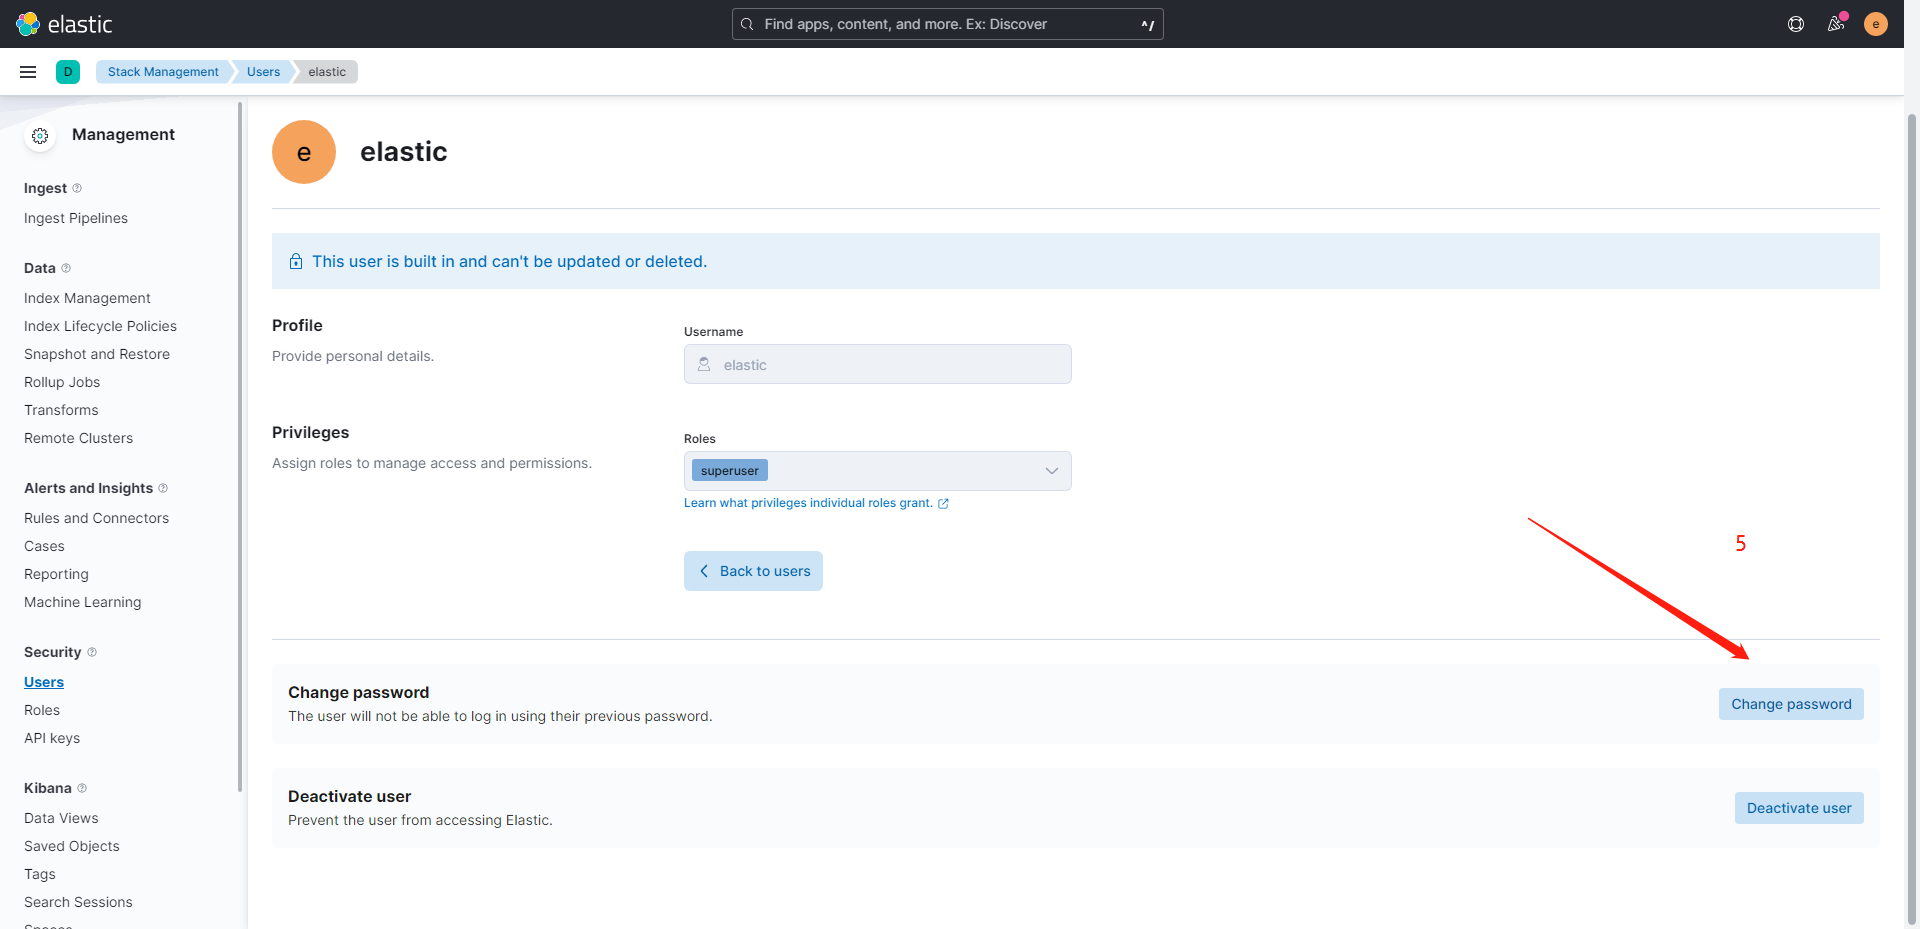 elastic
Find apps, content, and more. Ex: Discover
^/
e
D
Stack Management
Users
elastic
Management
Ingest
Ingest Pipelines
Data
Index Management
Index Lifecycle Policies
Snapshot and Restore
Rollup Jobs
Transforms
Remote Clusters
Alerts and Insights
Rules and Connectors
Cases
Reporting
Machine Learning
Security
Users
Roles
API keys
Kibana
Data Views
Saved Objects
Tags
Search Sessions
e
elastic
This user is built in and can't be updated or deleted.
Profile
Provide personal details.
Username
elastic
Privileges
Assign roles to manage access and permissions.
Roles
superuser
Learn what privileges individual roles grant.
Back to users
5
Change password
The user will not be able to log in using their previous password.
Change password
Deactivate user
Prevent the user from accessing Elastic.
Deactivate user